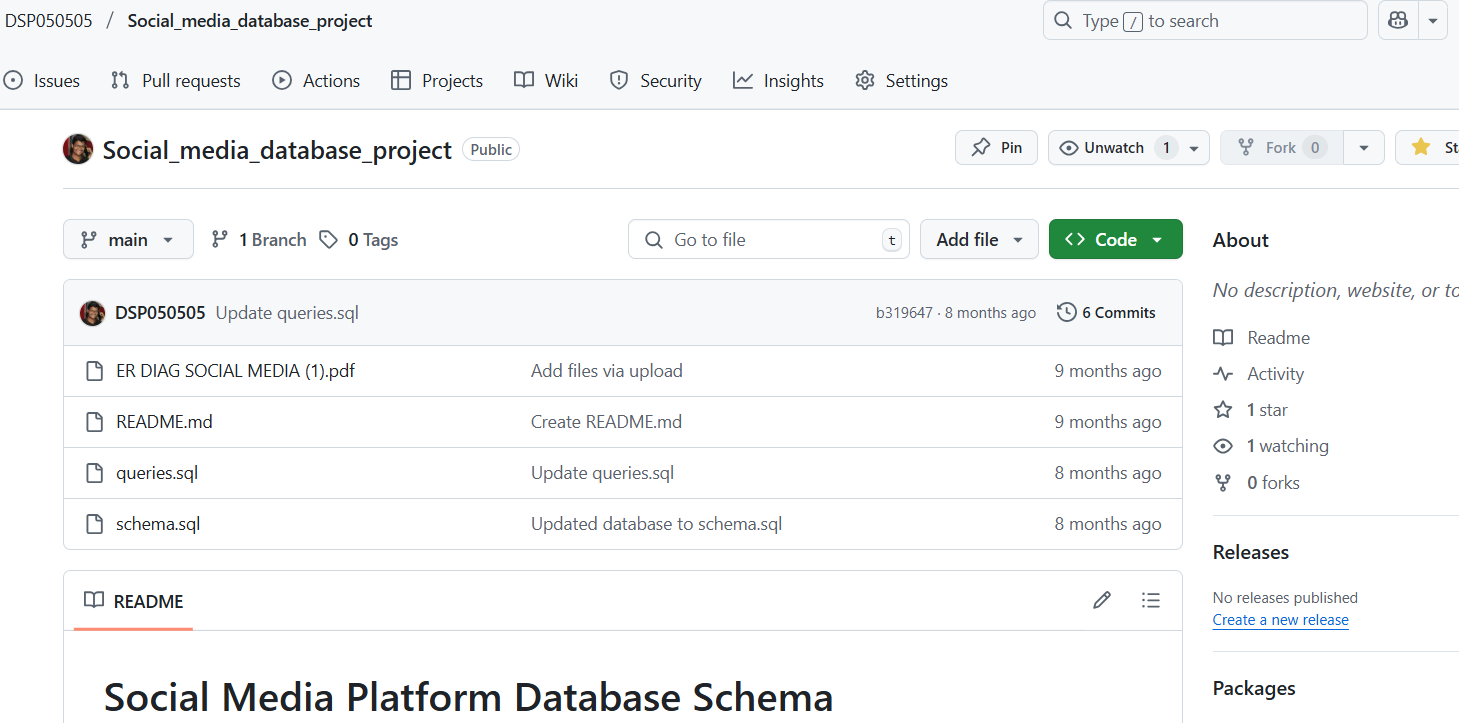 DSP050505 / Social_media_database_project
Type / to search
Issues Pull requests Actions Projects Wiki Security Insights Settings
Social_media_database_project Public
Pin Unwatch 1 Fork 0
main 1 Branch 0 Tags Go to file t Add file <> Code
About
DSP050505 Update queries.sql b319647 · 8 months ago 6 Commits
No description, website, or
ER DIAG SOCIAL MEDIA (1).pdf Add files via upload 9 months ago
README.md Create README.md 9 months ago
queries.sql Update queries.sql 8 months ago
schema.sql Updated database to schema.sql 8 months ago
Readme
Activity
1 star
1 watching
0 forks
Releases
No releases published
Create a new release
Packages
README
Social Media Platform Database Schema